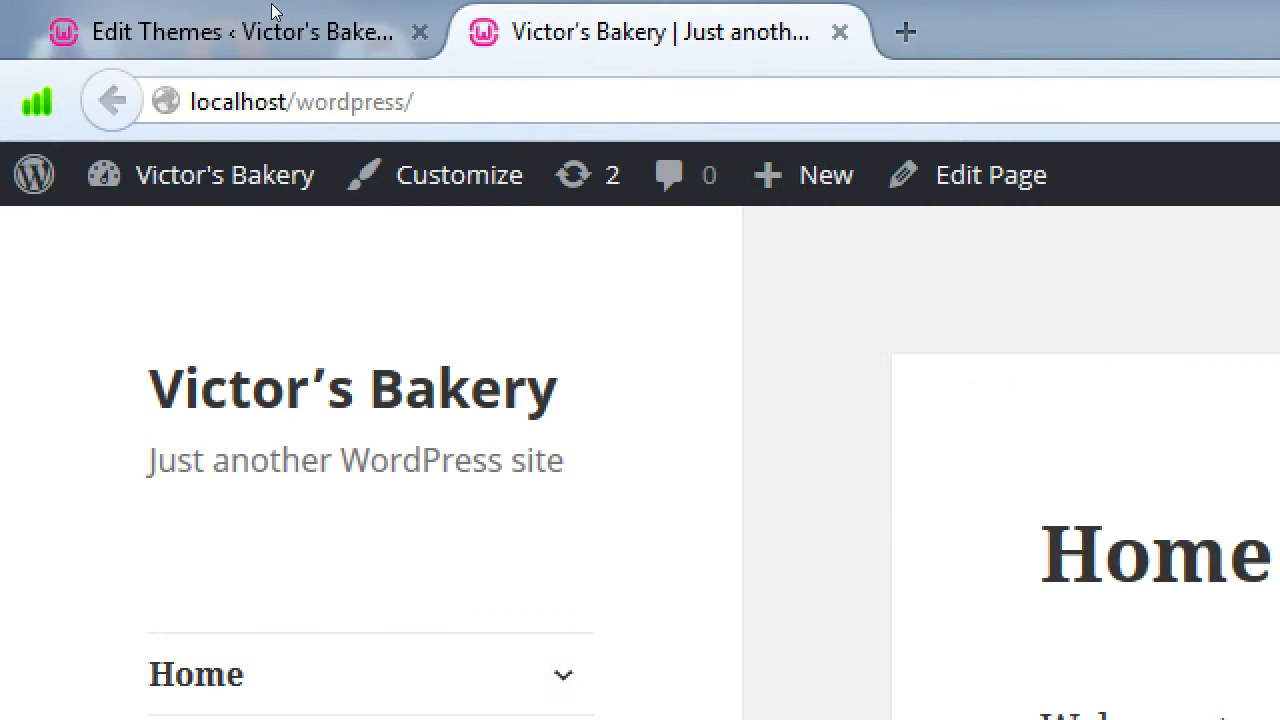 Edit Themes ‹ Victor's Bake...
Victor's Bakery | Just anoth...
localhost/wordpress/
Victor's Bakery Customize 2 0 New Edit Page
Victor’s Bakery
Just another WordPress site
Home
Home